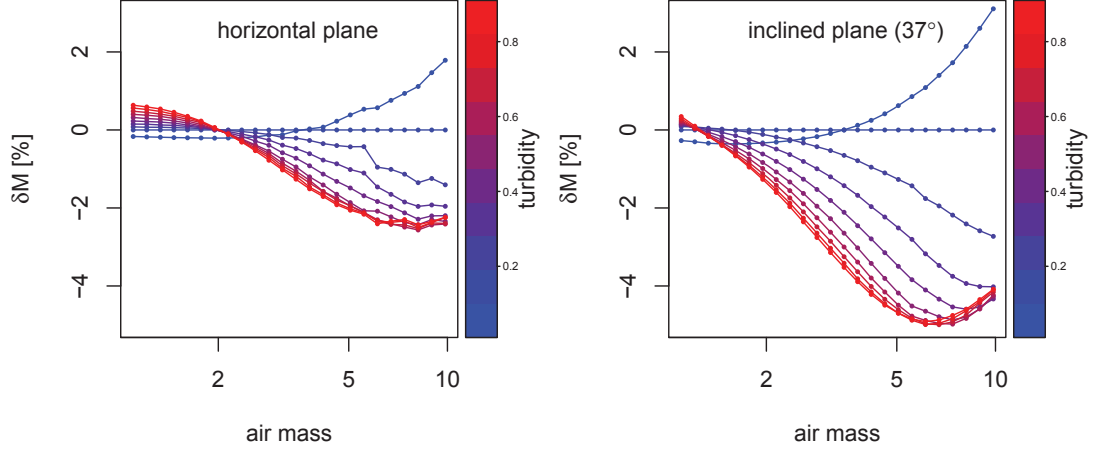 horizontal plane
δM [%]
2
0
−2
−4
2
5
10
air mass
0.8
0.6
0.4
0.2
turbidity
inclined plane (37°)
δM [%]
2
0
−2
−4
2
5
10
air mass
0.8
0.6
0.4
0.2
turbidity